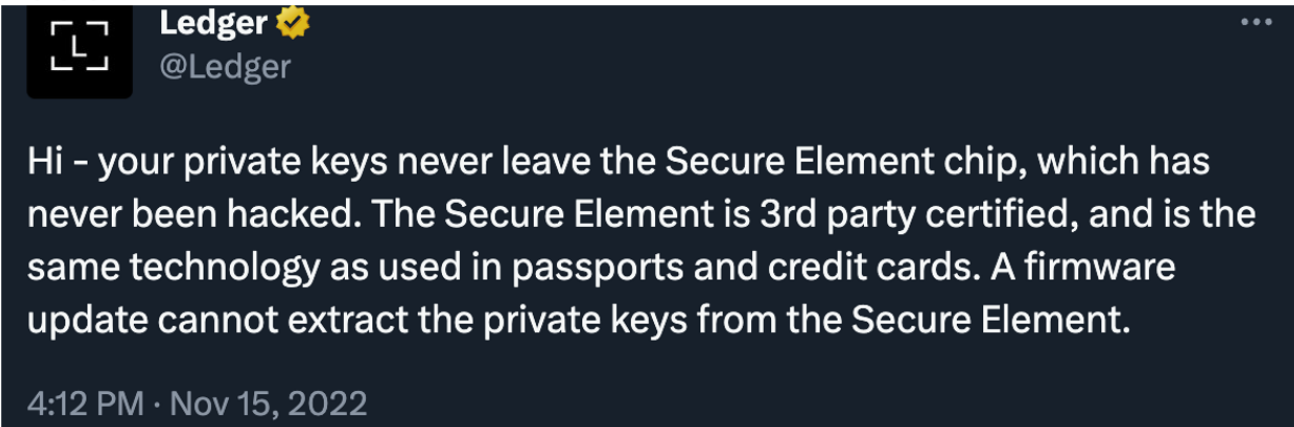 Ledger
@Ledger
Hi - your private keys never leave the Secure Element chip, which has
never been hacked. The Secure Element is 3rd party certified, and is the
same technology as used in passports and credit cards. A firmware
update cannot extract the private keys from the Secure Element.
4:12 PM · Nov 15, 2022